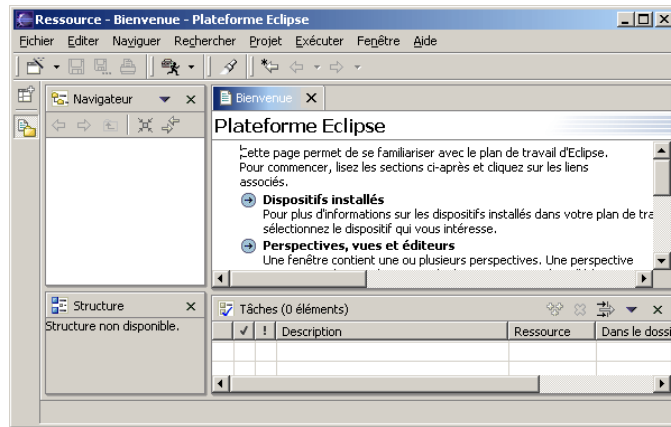 Ressource - Bienvenue - Plateforme Eclipse
Fichier Editer Naviguer Rechercher Projet Exécuter Fenêtre Aide
Navigateur
Bienvenue
Plateforme Eclipse
Cette page permet de se familiariser avec le plan de travail d'Eclipse.
Pour commencer, lisez les sections ci-après et cliquez sur les liens
associés.
Dispositifs installés
Pour plus d'informations sur les dispositifs installés dans votre plan de tra
sélectionnez le dispositif qui vous intéresse.
Perspectives, vues et éditeurs
Une fenêtre contient une ou plusieurs perspectives. Une perspective
Structure
Structure non disponible.
Tâches (0 éléments)
! Description Ressource Dans le dossi